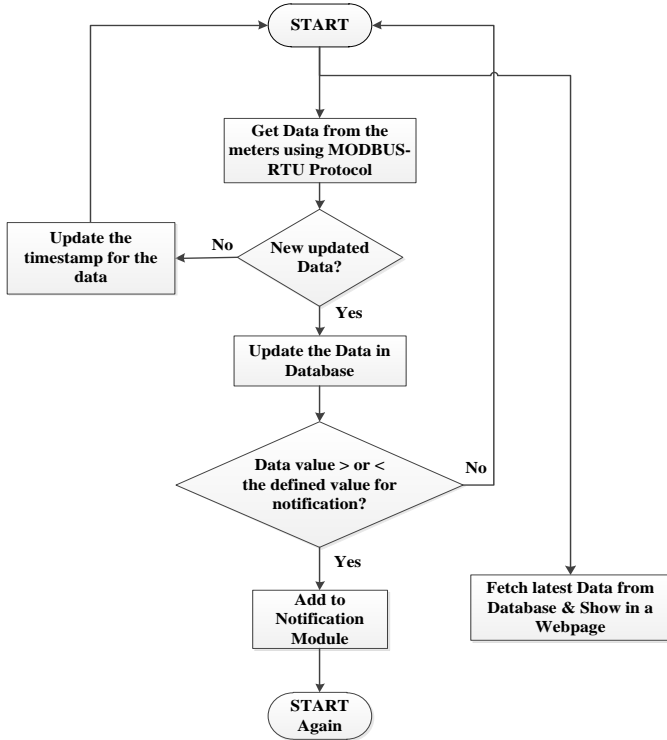 START
Get Data from the
meters using MODBUS-
RTU Protocol
Update the
timestamp for the
data
No
New updated
Data?
Yes
Update the Data in
Database
Data value > or <
the defined value for
notification?
No
Yes
Add to
Notification
Module
Fetch latest Data from
Database & Show in a
Webpage
START
Again